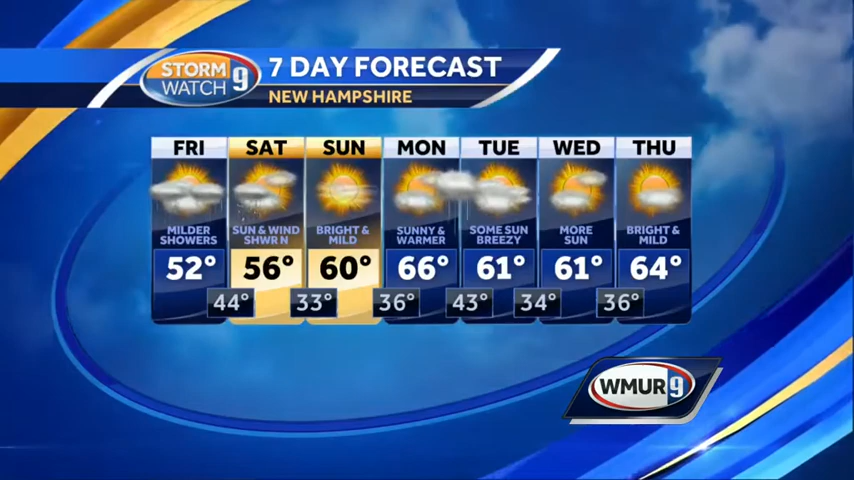 STORM
WATCH 9
7 DAY FORECAST
NEW HAMPSHIRE
FRI SAT SUN MON TUE WED THU
MILDER SHOWERS
SUN & WIND SHWR N
BRIGHT & MILD
SUNNY & WARMER
SOME SUN BREEZY
MORE SUN
BRIGHT & MILD
52° 56° 60° 66° 61° 61° 64°
44° 33° 36° 43° 34° 36°
WMUR 9